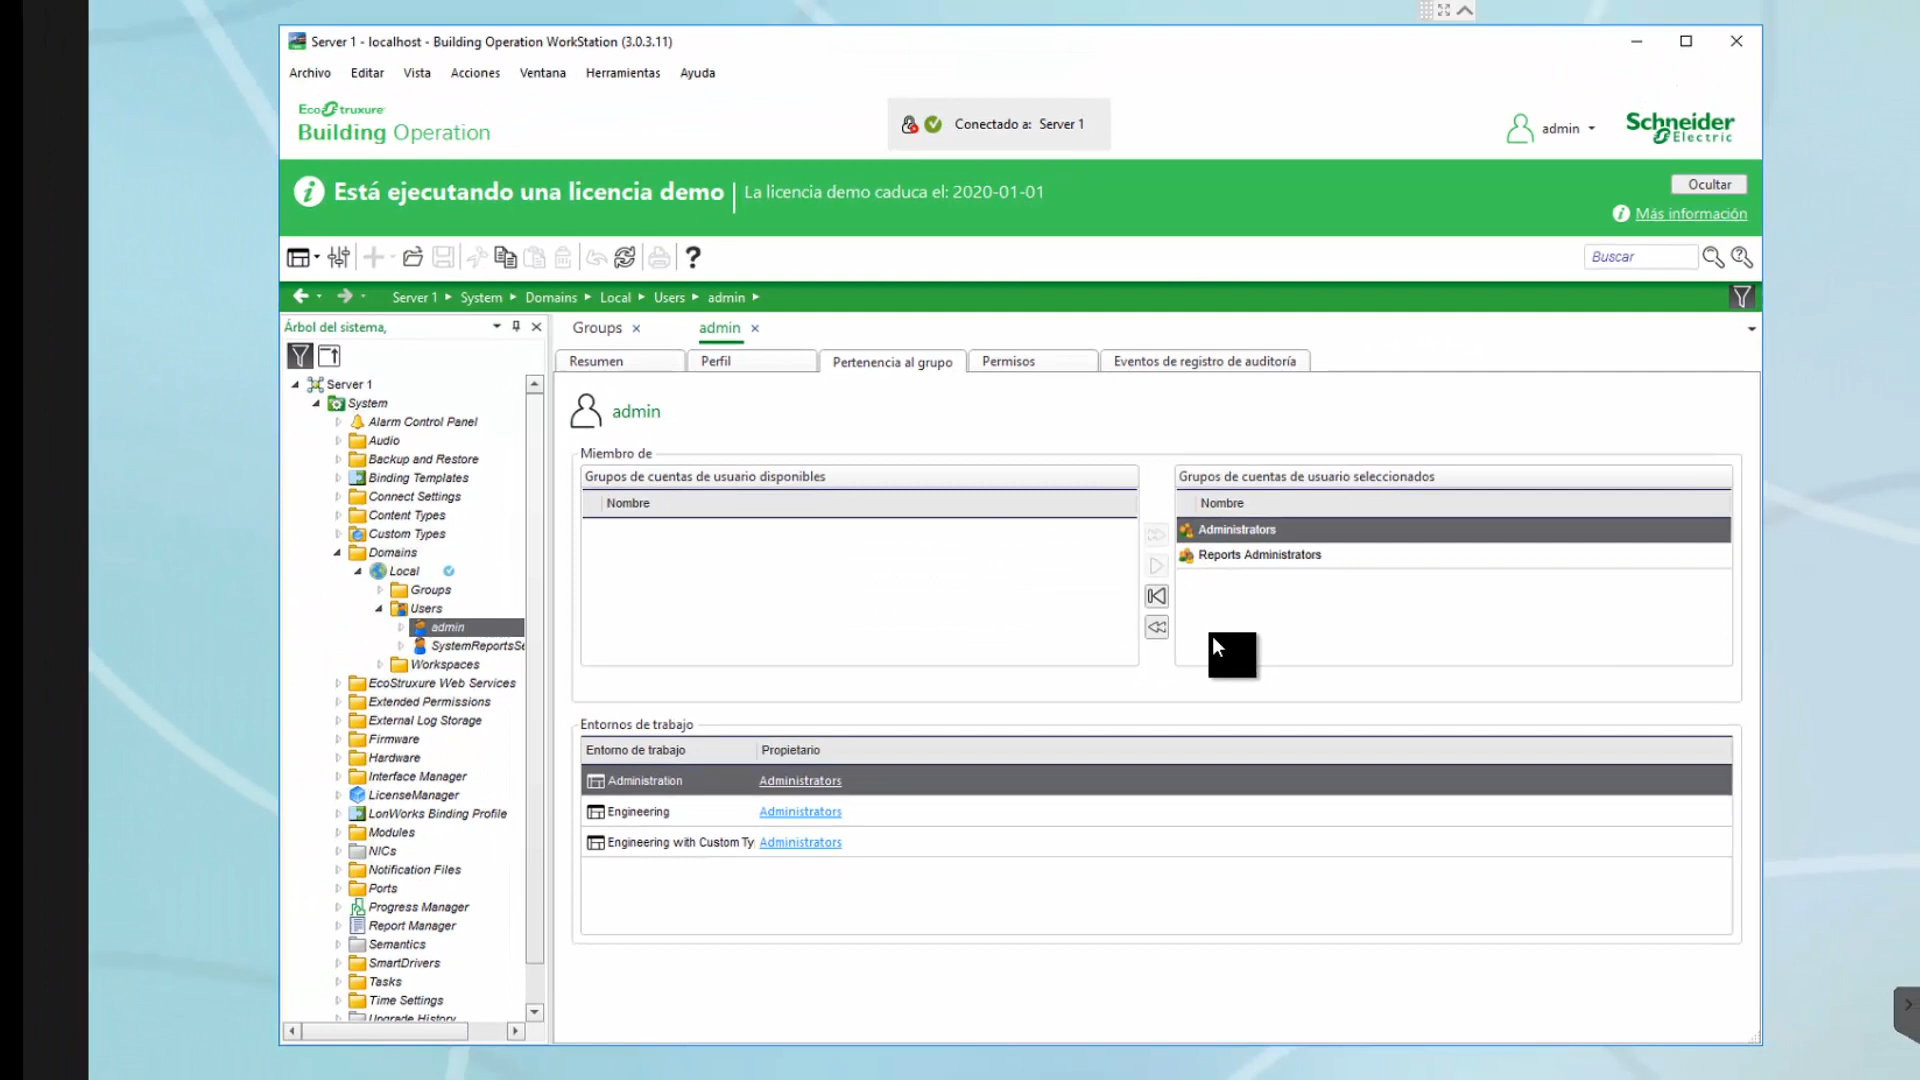 Server 1 - localhost - Building Operation WorkStation (3.0.3.11)
Archivo Editar Vista Acciones Ventana Herramientas Ayuda
EcoStruxure
Building Operation
Conectado a: Server 1
admin
Schneider
Electric
Está ejecutando una licencia demo
La licencia demo caduca el: 2020-01-01
Ocultar
Más información
Buscar
Server 1 System Domains Local Users admin
Árbol del sistema,
Server 1
System
Alarm Control Panel
Audio
Backup and Restore
Binding Templates
Connect Settings
Content Types
Custom Types
Domains
Local
Groups
Users
admin
SystemReportsSe
Workspaces
EcoStruxure Web Services
Extended Permissions
External Log Storage
Firmware
Hardware
Interface Manager
LicenseManager
LonWorks Binding Profile
Modules
NICs
Notification Files
Ports
Progress Manager
Report Manager
Semantics
SmartDrivers
Tasks
Time Settings
Upgrade History
Groups admin
Resumen Perfil Pertenencia al grupo Permisos Eventos de registro de auditoría
admin
Miembro de
Grupos de cuentas de usuario disponibles
Nombre
Grupos de cuentas de usuario seleccionados
Nombre
Administrators
Reports Administrators
Entornos de trabajo
Entorno de trabajo Propietario
Administration Administrators
Engineering Administrators
Engineering with Custom Ty Administrators